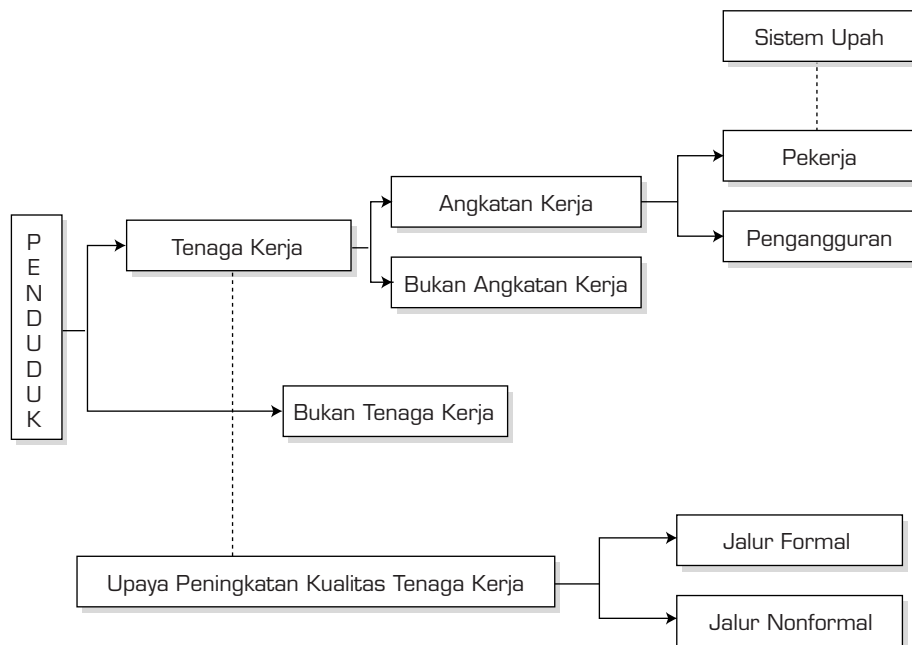 Sistem Upah
Pekerja
Angkatan Kerja
PENDUDUK
Tenaga Kerja
Pengangguran
Bukan Angkatan Kerja
Bukan Tenaga Kerja
Jalur Formal
Upaya Peningkatan Kualitas Tenaga Kerja
Jalur Nonformal